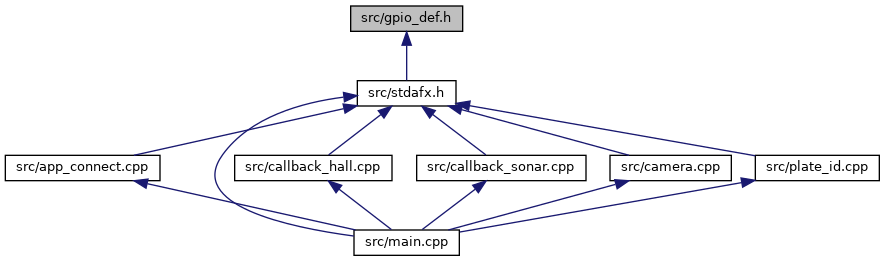 src/gpio_def.h
src/stdafx.h
src/app_connect.cpp
src/callback_hall.cpp
src/callback_sonar.cpp
src/camera.cpp
src/plate_id.cpp
src/main.cpp